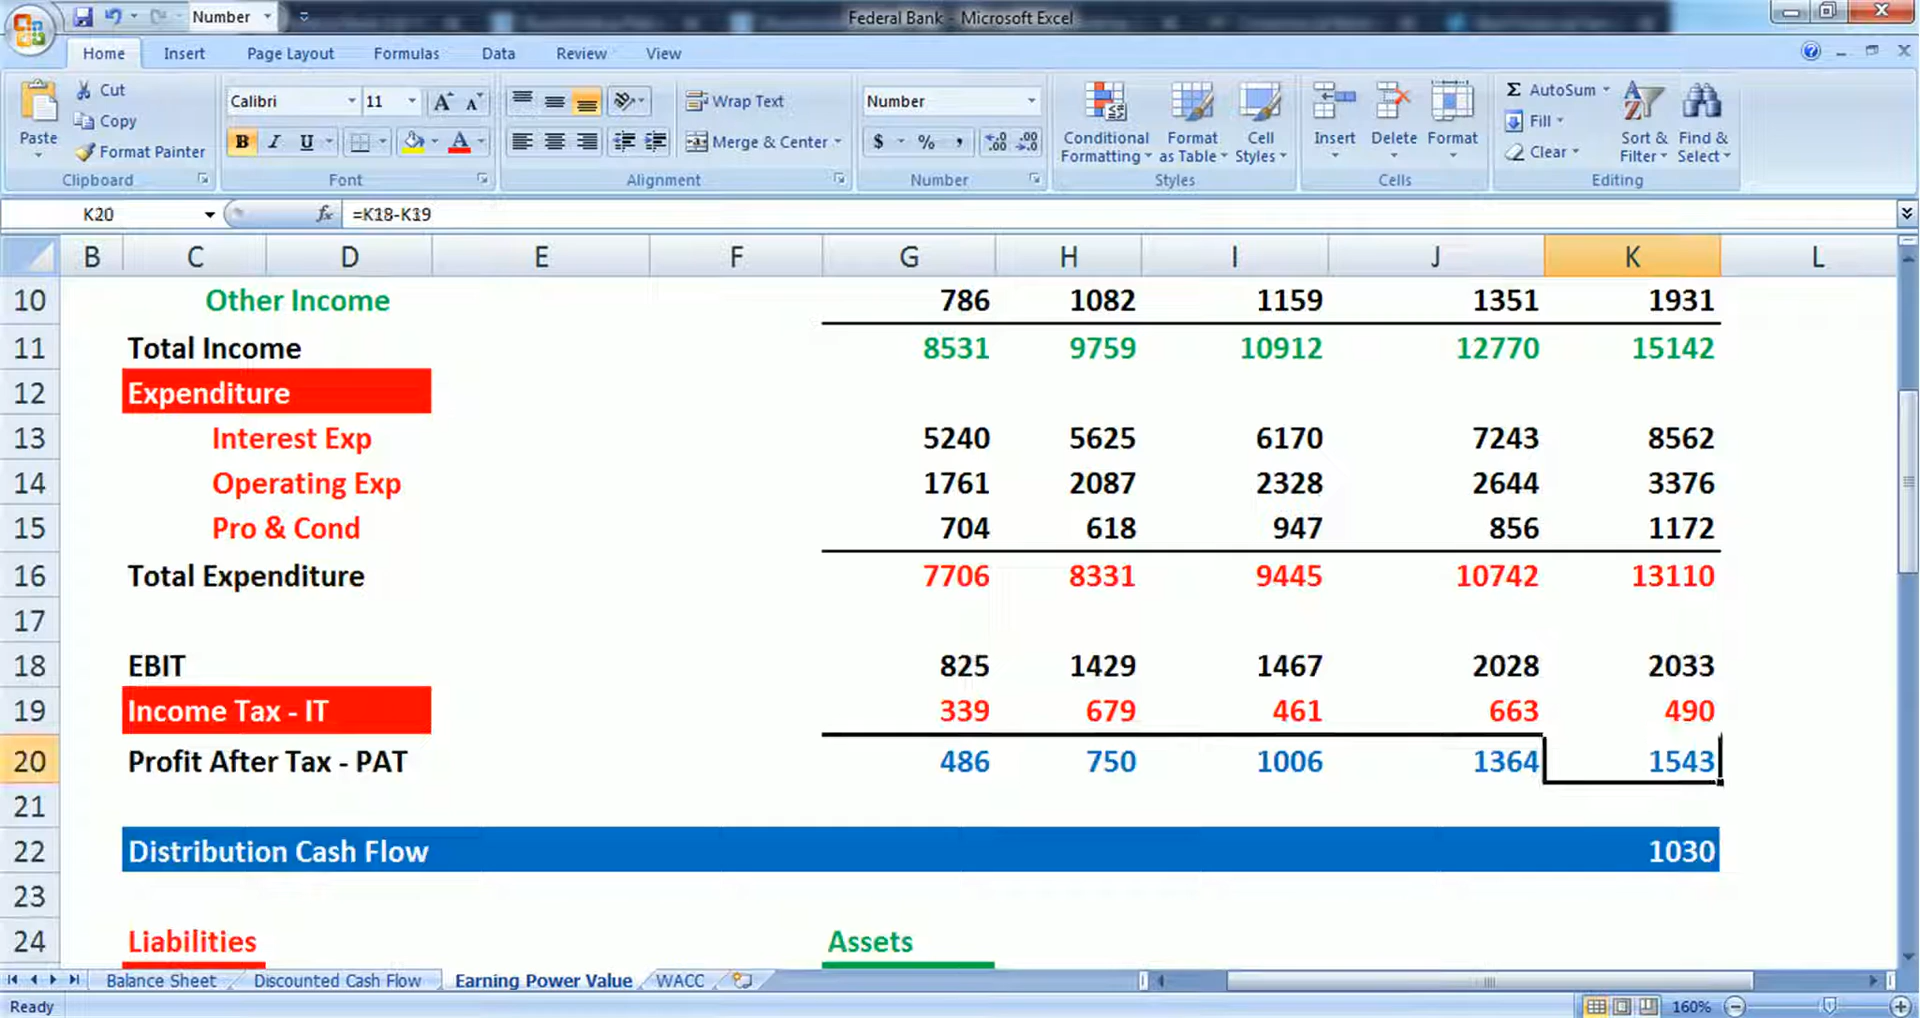 Number
Federal Bank - Microsoft Excel
Home Insert Page Layout Formulas Data Review View
Paste
Cut
Copy
Format Painter
Clipboard
Calibri 11
B I U
Font
Wrap Text
Merge & Center
Alignment
Number
$ % ,
Number
Conditional Formatting
Format as Table
Cell Styles
Styles
Insert Delete Format
Cells
Σ AutoSum
Fill
Clear
Sort & Filter
Find & Select
Editing
K20 fx =K18-K19
B C D E F G H I J K L
10 Other Income 786 1082 1159 1351 1931
11 Total Income 8531 9759 10912 12770 15142
12 Expenditure
13 Interest Exp 5240 5625 6170 7243 8562
14 Operating Exp 1761 2087 2328 2644 3376
15 Pro & Cond 704 618 947 856 1172
16 Total Expenditure 7706 8331 9445 10742 13110
17
18 EBIT 825 1429 1467 2028 2033
19 Income Tax - IT 339 679 461 663 490
20 Profit After Tax - PAT 486 750 1006 1364 1543
21
22 Distribution Cash Flow 1030
23
24 Liabilities Assets
Balance Sheet Discounted Cash Flow Earning Power Value WACC
Ready 160%